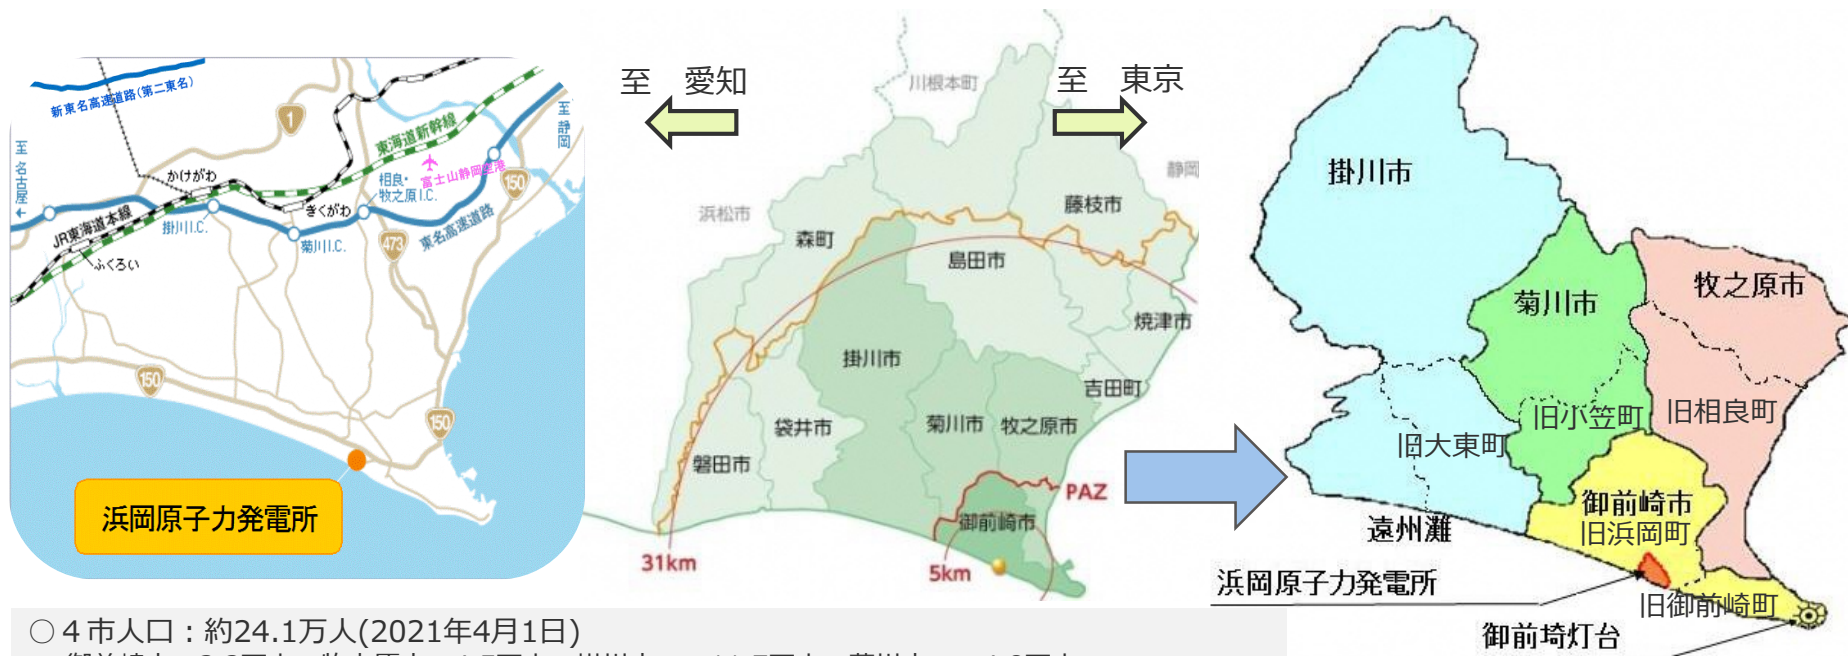 新東名高速道路(第二東名)
1
至 静岡
東海道新幹線
富士山静岡空港
至 名古屋
かけがわ
相良・
牧之原I.C.
150
きくがわ
JR東海道本線
掛川I.C.
菊川I.C.
473
東名高速道路
ふくろい
150
150
浜岡原子力発電所
至 愛知
至 東京
川根本町
静岡
浜松市
藤枝市
森町
島田市
焼津市
掛川市
吉田町
袋井市
菊川市
牧之原市
磐田市
PAZ
御前崎市
31km
5km
掛川市
牧之原市
菊川市
旧小笠町
旧相良町
旧大東町
御前崎市
旧浜岡町
遠州灘
浜岡原子力発電所
旧御前崎町
御前埼灯台
○４市人口：約24.1万人(2021年4月1日)